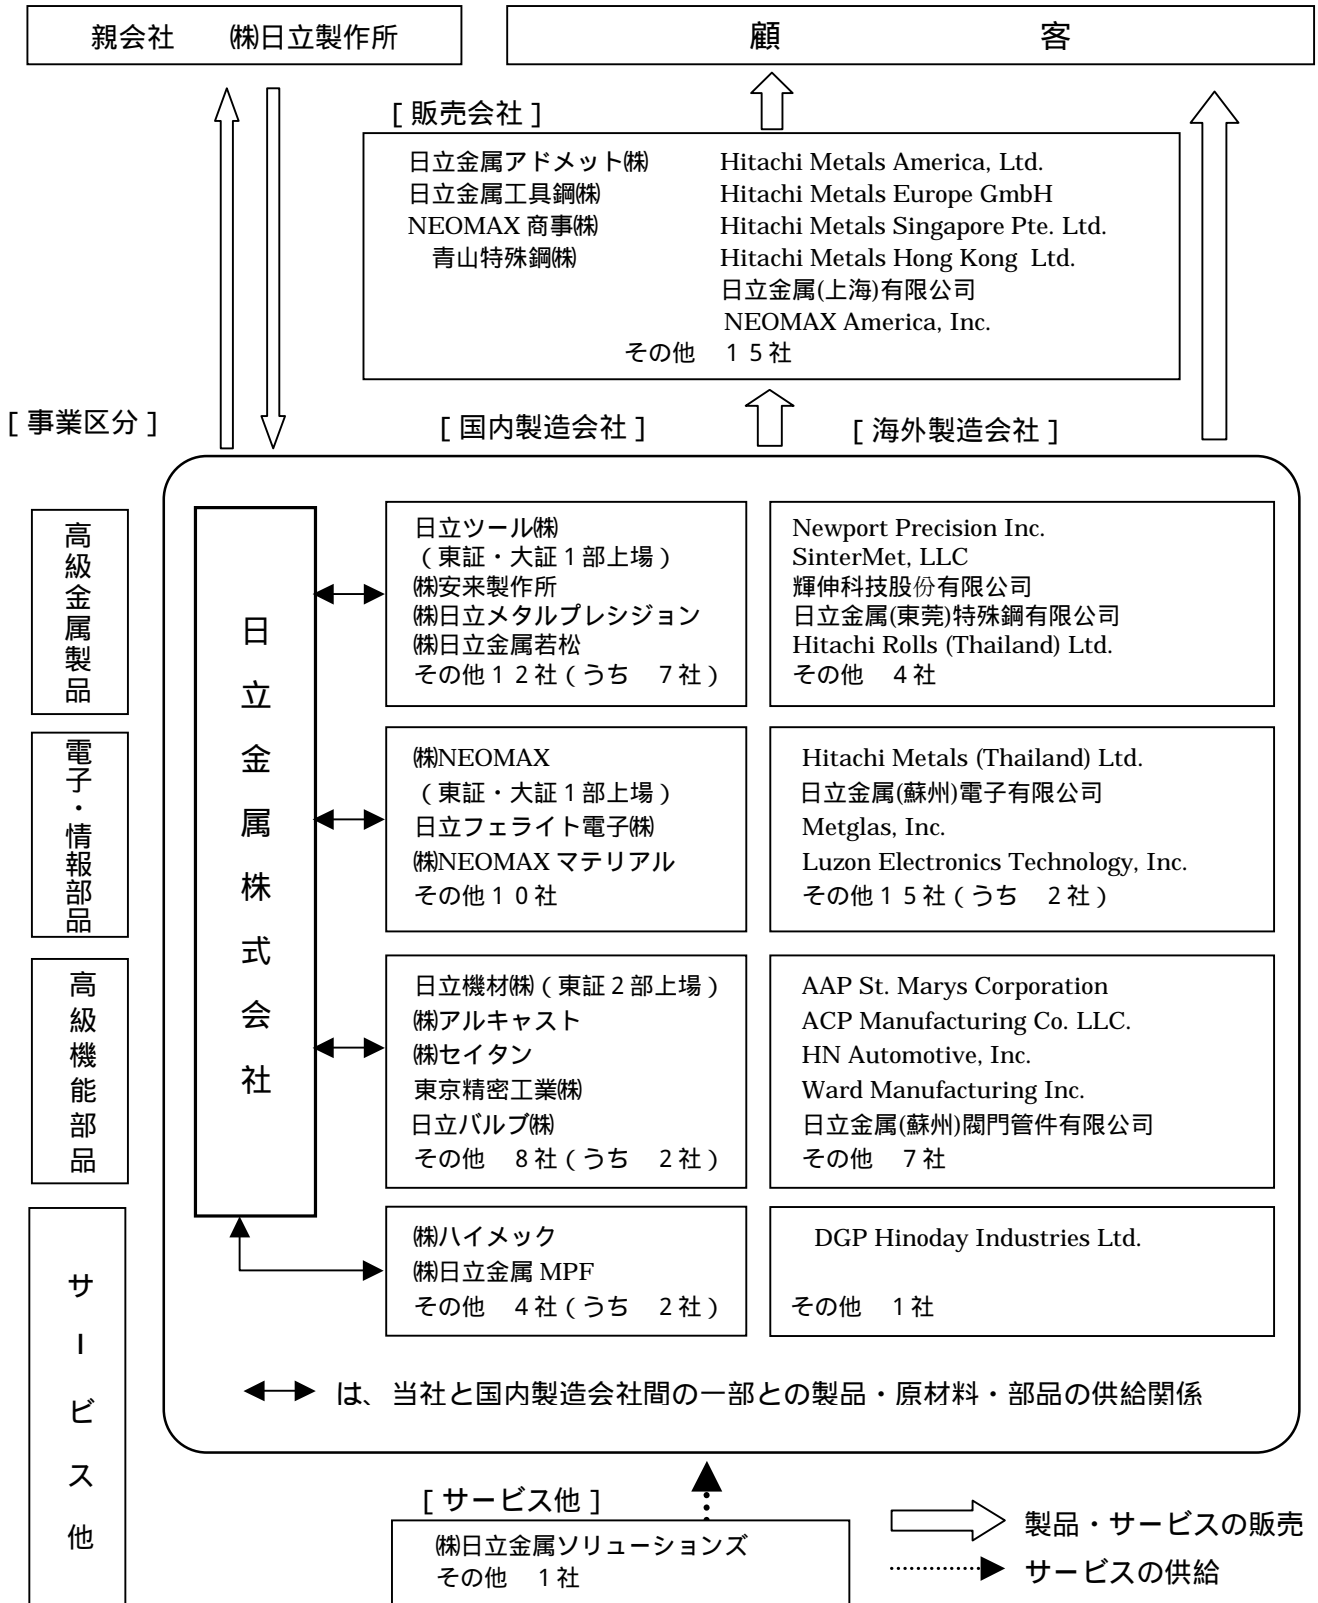 親会社　㈱日立製作所
顧　客
[ 販売会社 ]
日立金属アドメット㈱
日立金属工具鋼㈱
NEOMAX 商事㈱
青山特殊鋼㈱
Hitachi Metals America, Ltd.
Hitachi Metals Europe GmbH
Hitachi Metals Singapore Pte. Ltd.
Hitachi Metals Hong Kong Ltd.
日立金属(上海)有限公司
NEOMAX America, Inc.
その他　１５社
[ 事業区分 ]
[ 国内製造会社 ]
[ 海外製造会社 ]
日立金属株式会社
高級金属製品
日立ツール㈱
（東証・大証１部上場）
㈱安来製作所
㈱日立メタルプレシジョン
㈱日立金属若松
その他１２社（うち　７社）
Newport Precision Inc.
SinterMet, LLC
輝伸科技股份有限公司
日立金属(東莞)特殊鋼有限公司
Hitachi Rolls (Thailand) Ltd.
その他　４社
電子・情報部品
㈱NEOMAX
（東証・大証１部上場）
日立フェライト電子㈱
㈱NEOMAX マテリアル
その他１０社
Hitachi Metals (Thailand) Ltd.
日立金属(蘇州)電子有限公司
Metglas, Inc.
Luzon Electronics Technology, Inc.
その他１５社（うち　２社）
高級機能部品
日立機材㈱（東証２部上場）
㈱アルキャスト
㈱セイタン
東京精密工業㈱
日立バルブ㈱
その他　８社（うち　２社）
AAP St. Marys Corporation
ACP Manufacturing Co. LLC.
HN Automotive, Inc.
Ward Manufacturing Inc.
日立金属(蘇州)閥門管件有限公司
その他　７社
サービス他
㈱ハイメック
㈱日立金属 MPF
その他　４社（うち　２社）
DGP Hinoday Industries Ltd.
その他　１社
は、当社と国内製造会社間の一部との製品・原材料・部品の供給関係
[ サービス他 ]
㈱日立金属ソリューションズ
その他　１社
製品・サービスの販売
サービスの供給